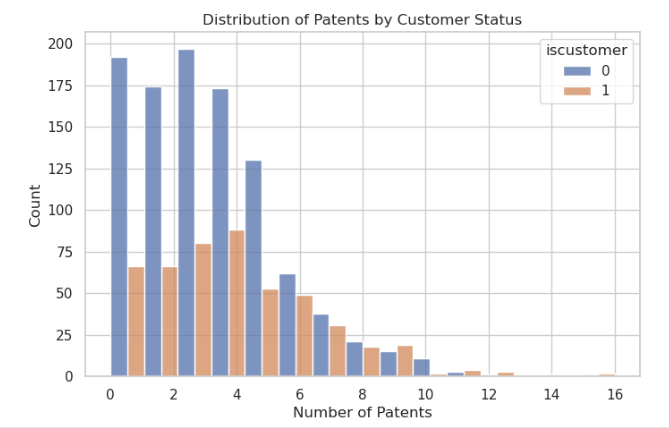 Distribution of Patents by Customer Status
200
175
150
125
100
75
50
25
0
Count
iscustomer
0
1
0 2 4 6 8 10 12 14 16
Number of Patents